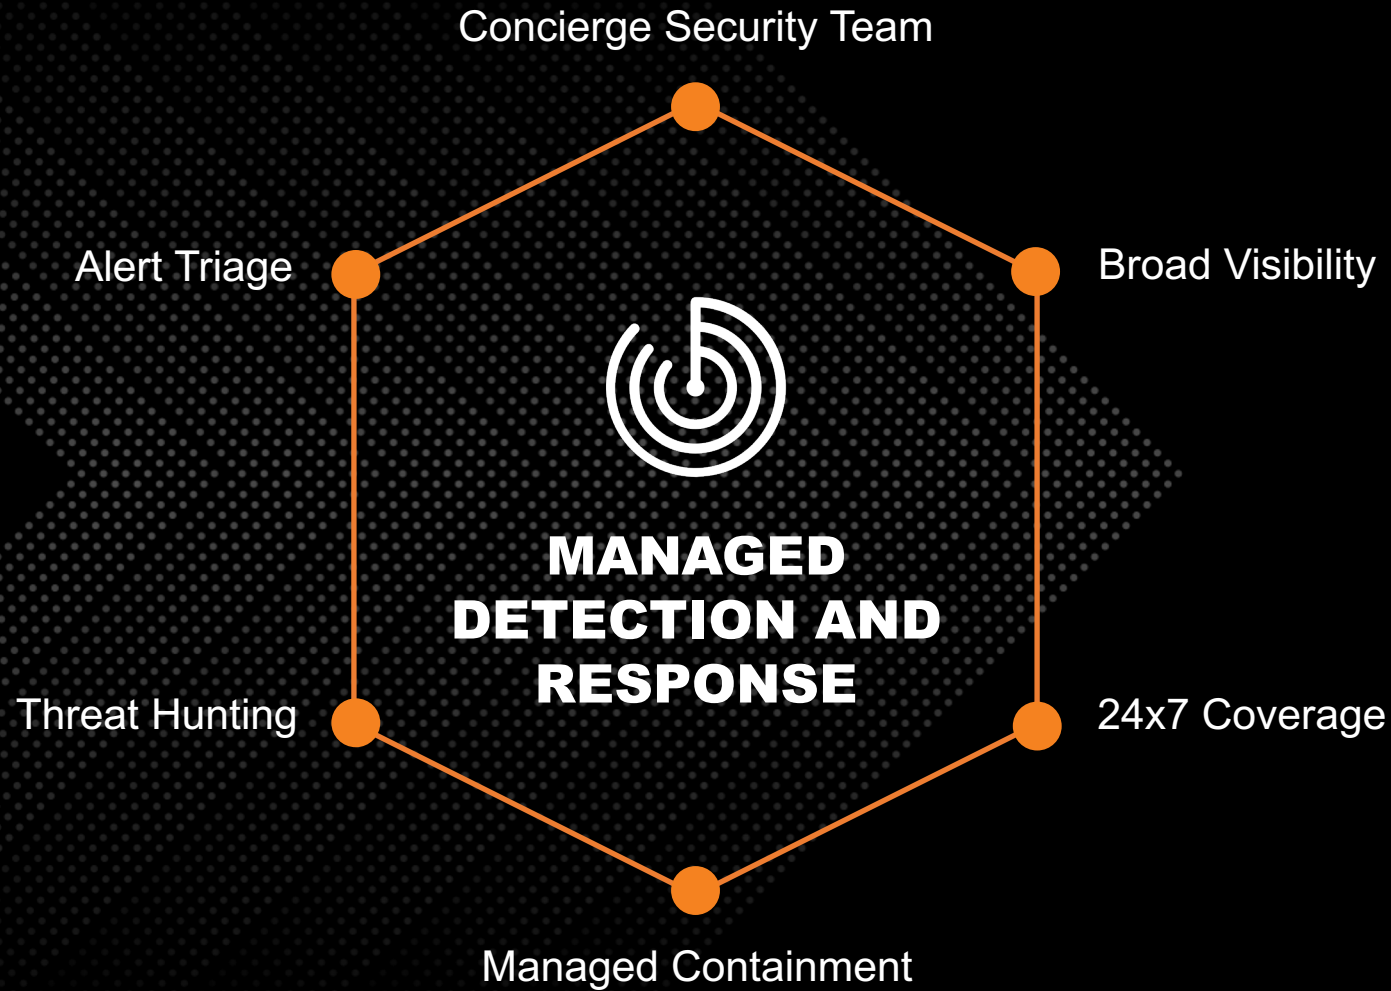 Concierge Security Team
Alert Triage
Broad Visibility
MANAGED
DETECTION AND
RESPONSE
Threat Hunting
24x7 Coverage
Managed Containment